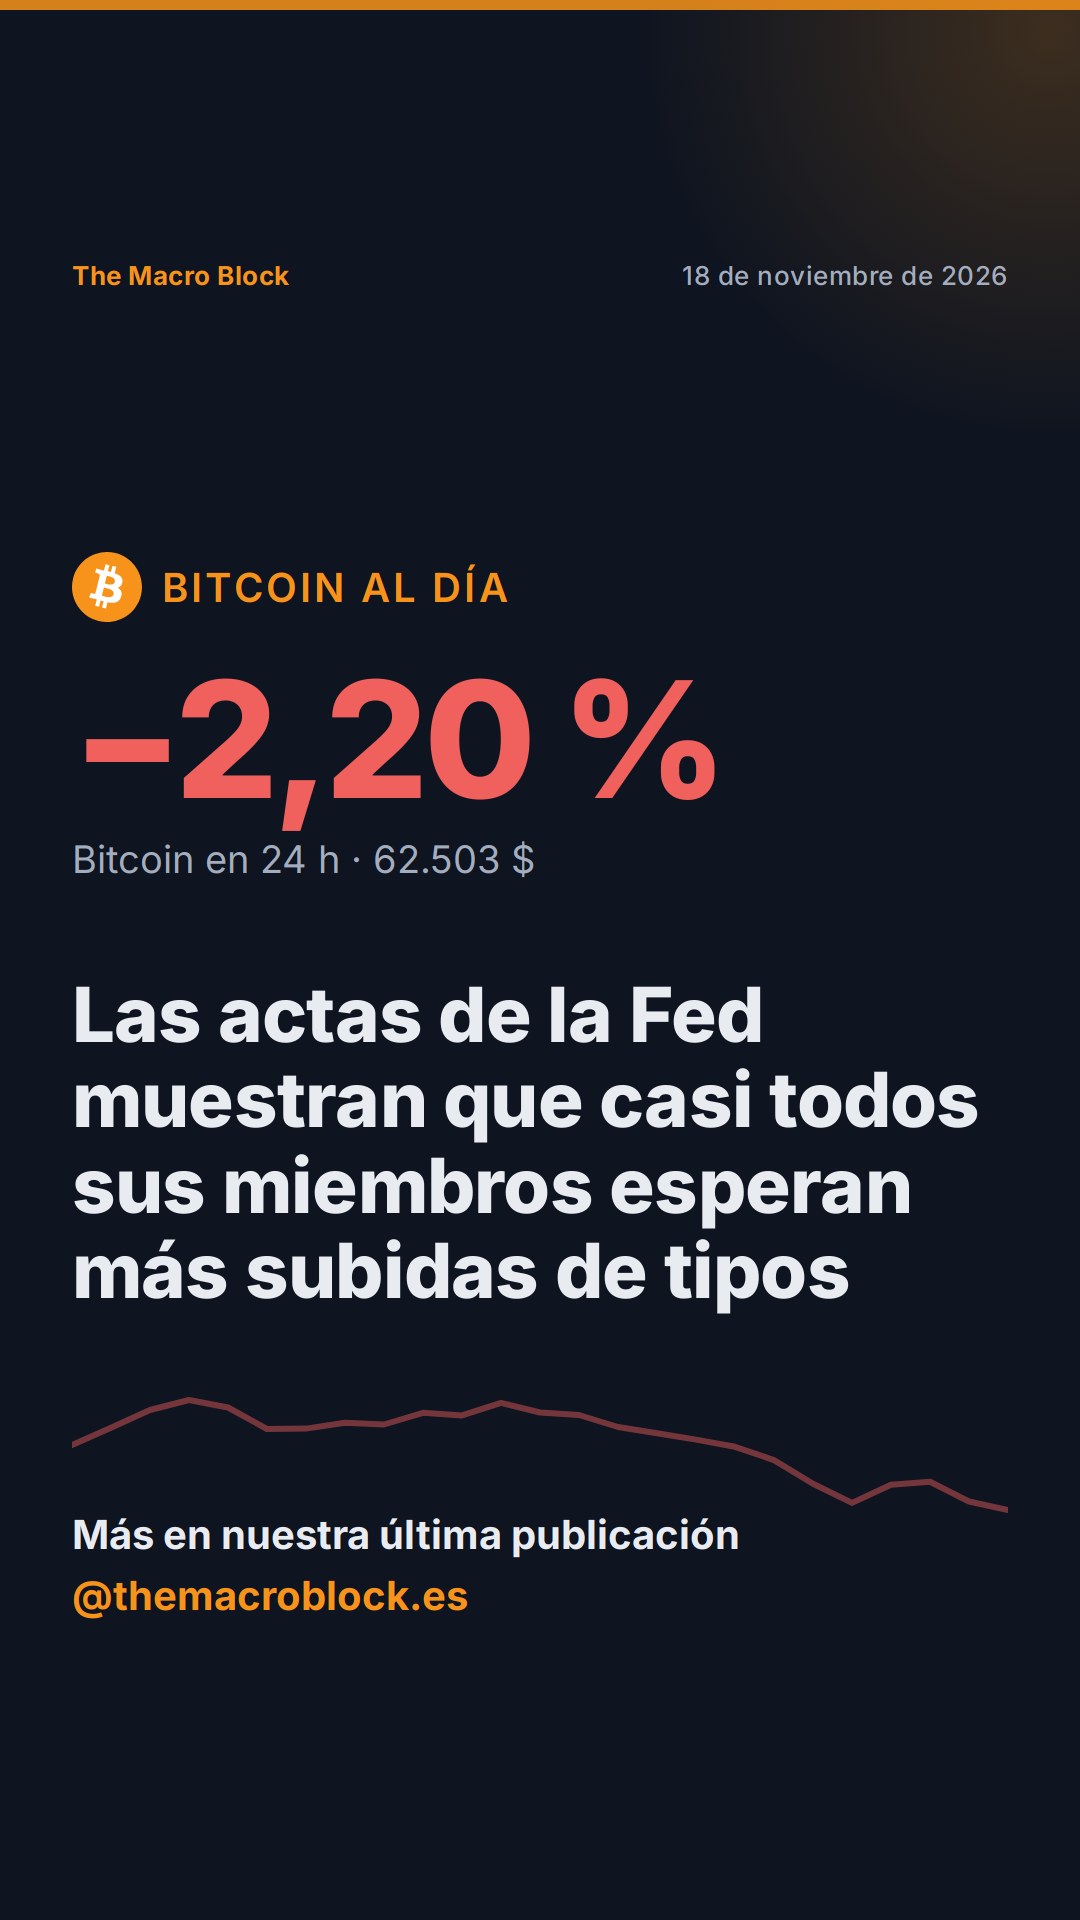 The Macro Block
18 de noviembre de 2026
BITCOIN AL DÍA
−2,20 %
Bitcoin en 24 h · 62.503 $
Las actas de la Fed
muestran que casi todos
sus miembros esperan
más subidas de tipos
Más en nuestra última publicación
@themacroblock.es